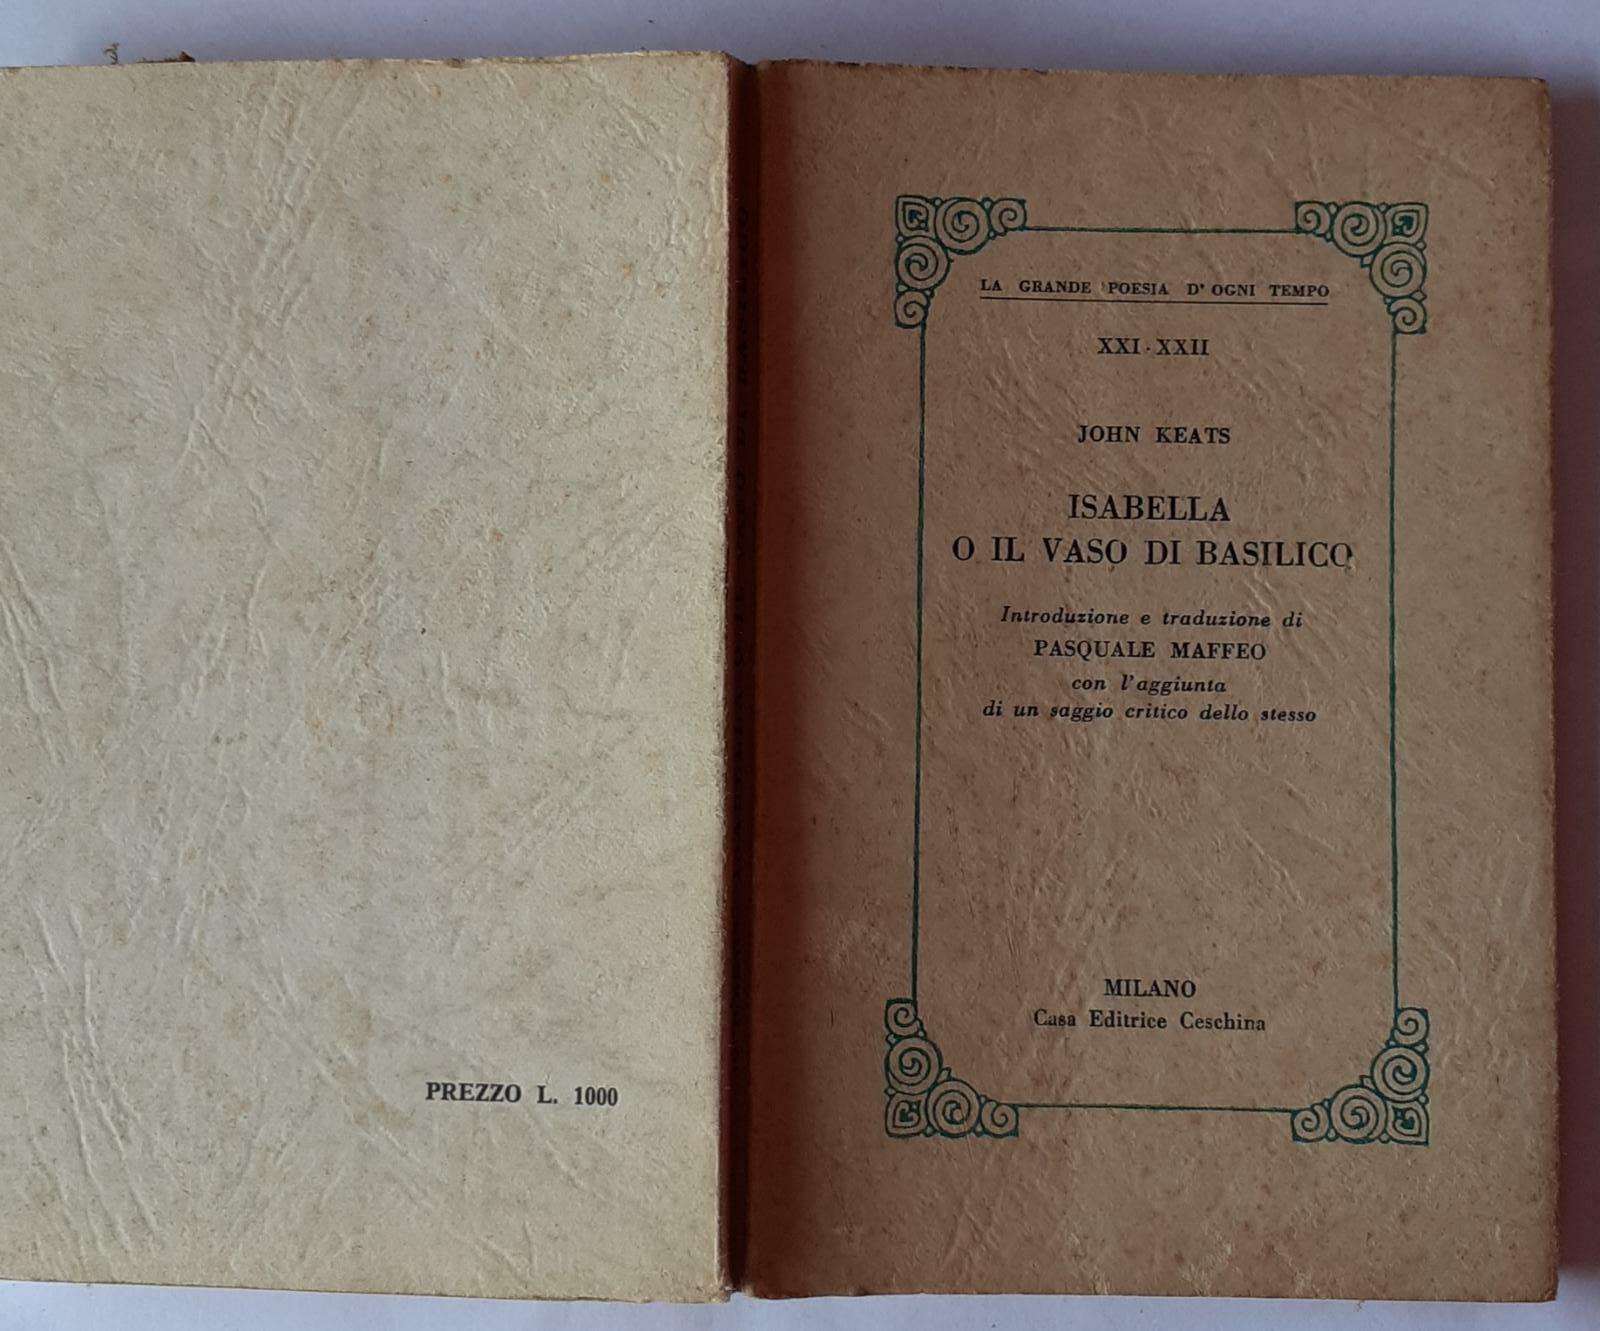 PREZZO L. 1000
LA GRANDE POESIA D'OGNI TEMPO
XXI-XXII
JOHN KEATS
ISABELLA
O IL VASO DI BASILICO
Introduzione e traduzione di
PASQUALE MAFFEO
con l'aggiunta
di un saggio critico dello stesso
MILANO
Casa Editrice Ceschina